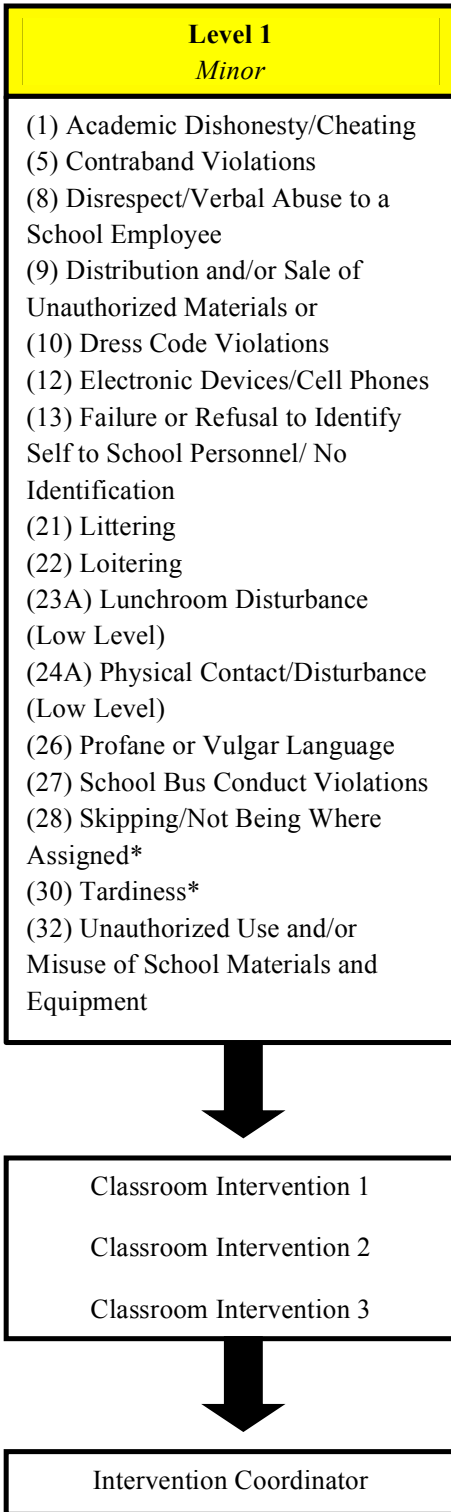 Level 1
Minor
(1) Academic Dishonesty/Cheating
(5) Contraband Violations
(8) Disrespect/Verbal Abuse to a
School Employee
(9) Distribution and/or Sale of
Unauthorized Materials or
(10) Dress Code Violations
(12) Electronic Devices/Cell Phones
(13) Failure or Refusal to Identify
Self to School Personnel/ No
Identification
(21) Littering
(22) Loitering
(23A) Lunchroom Disturbance
(Low Level)
(24A) Physical Contact/Disturbance
(Low Level)
(26) Profane or Vulgar Language
(27) School Bus Conduct Violations
(28) Skipping/Not Being Where
Assigned*
(30) Tardiness*
(32) Unauthorized Use and/or
Misuse of School Materials and
Equipment
Classroom Intervention 1
Classroom Intervention 2
Classroom Intervention 3
Intervention Coordinator